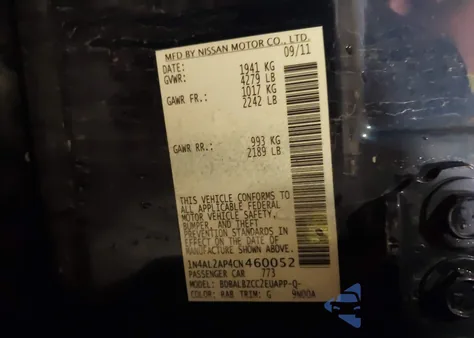 MFD BY NISSAN MOTOR CO., LTD.
DATE: 09/11
GVWR: 1941 KG
4279 LB
GAWR FR.: 1017 KG
2242 LB
GAWR RR.: 993 KG
2189 LB
THIS VEHICLE CONFORMS TO
ALL APPLICABLE FEDERAL
MOTOR VEHICLE SAFETY,
BUMPER, AND THEFT
PREVENTION STANDARDS IN
EFFECT ON THE DATE OF
MANUFACTURE SHOWN ABOVE.
1N4AL2AP4CN460052
PASSENGER CAR 773
MODEL: BDBALBZCC2EUAPP-Q-
COLOR: RAB TRIM: G